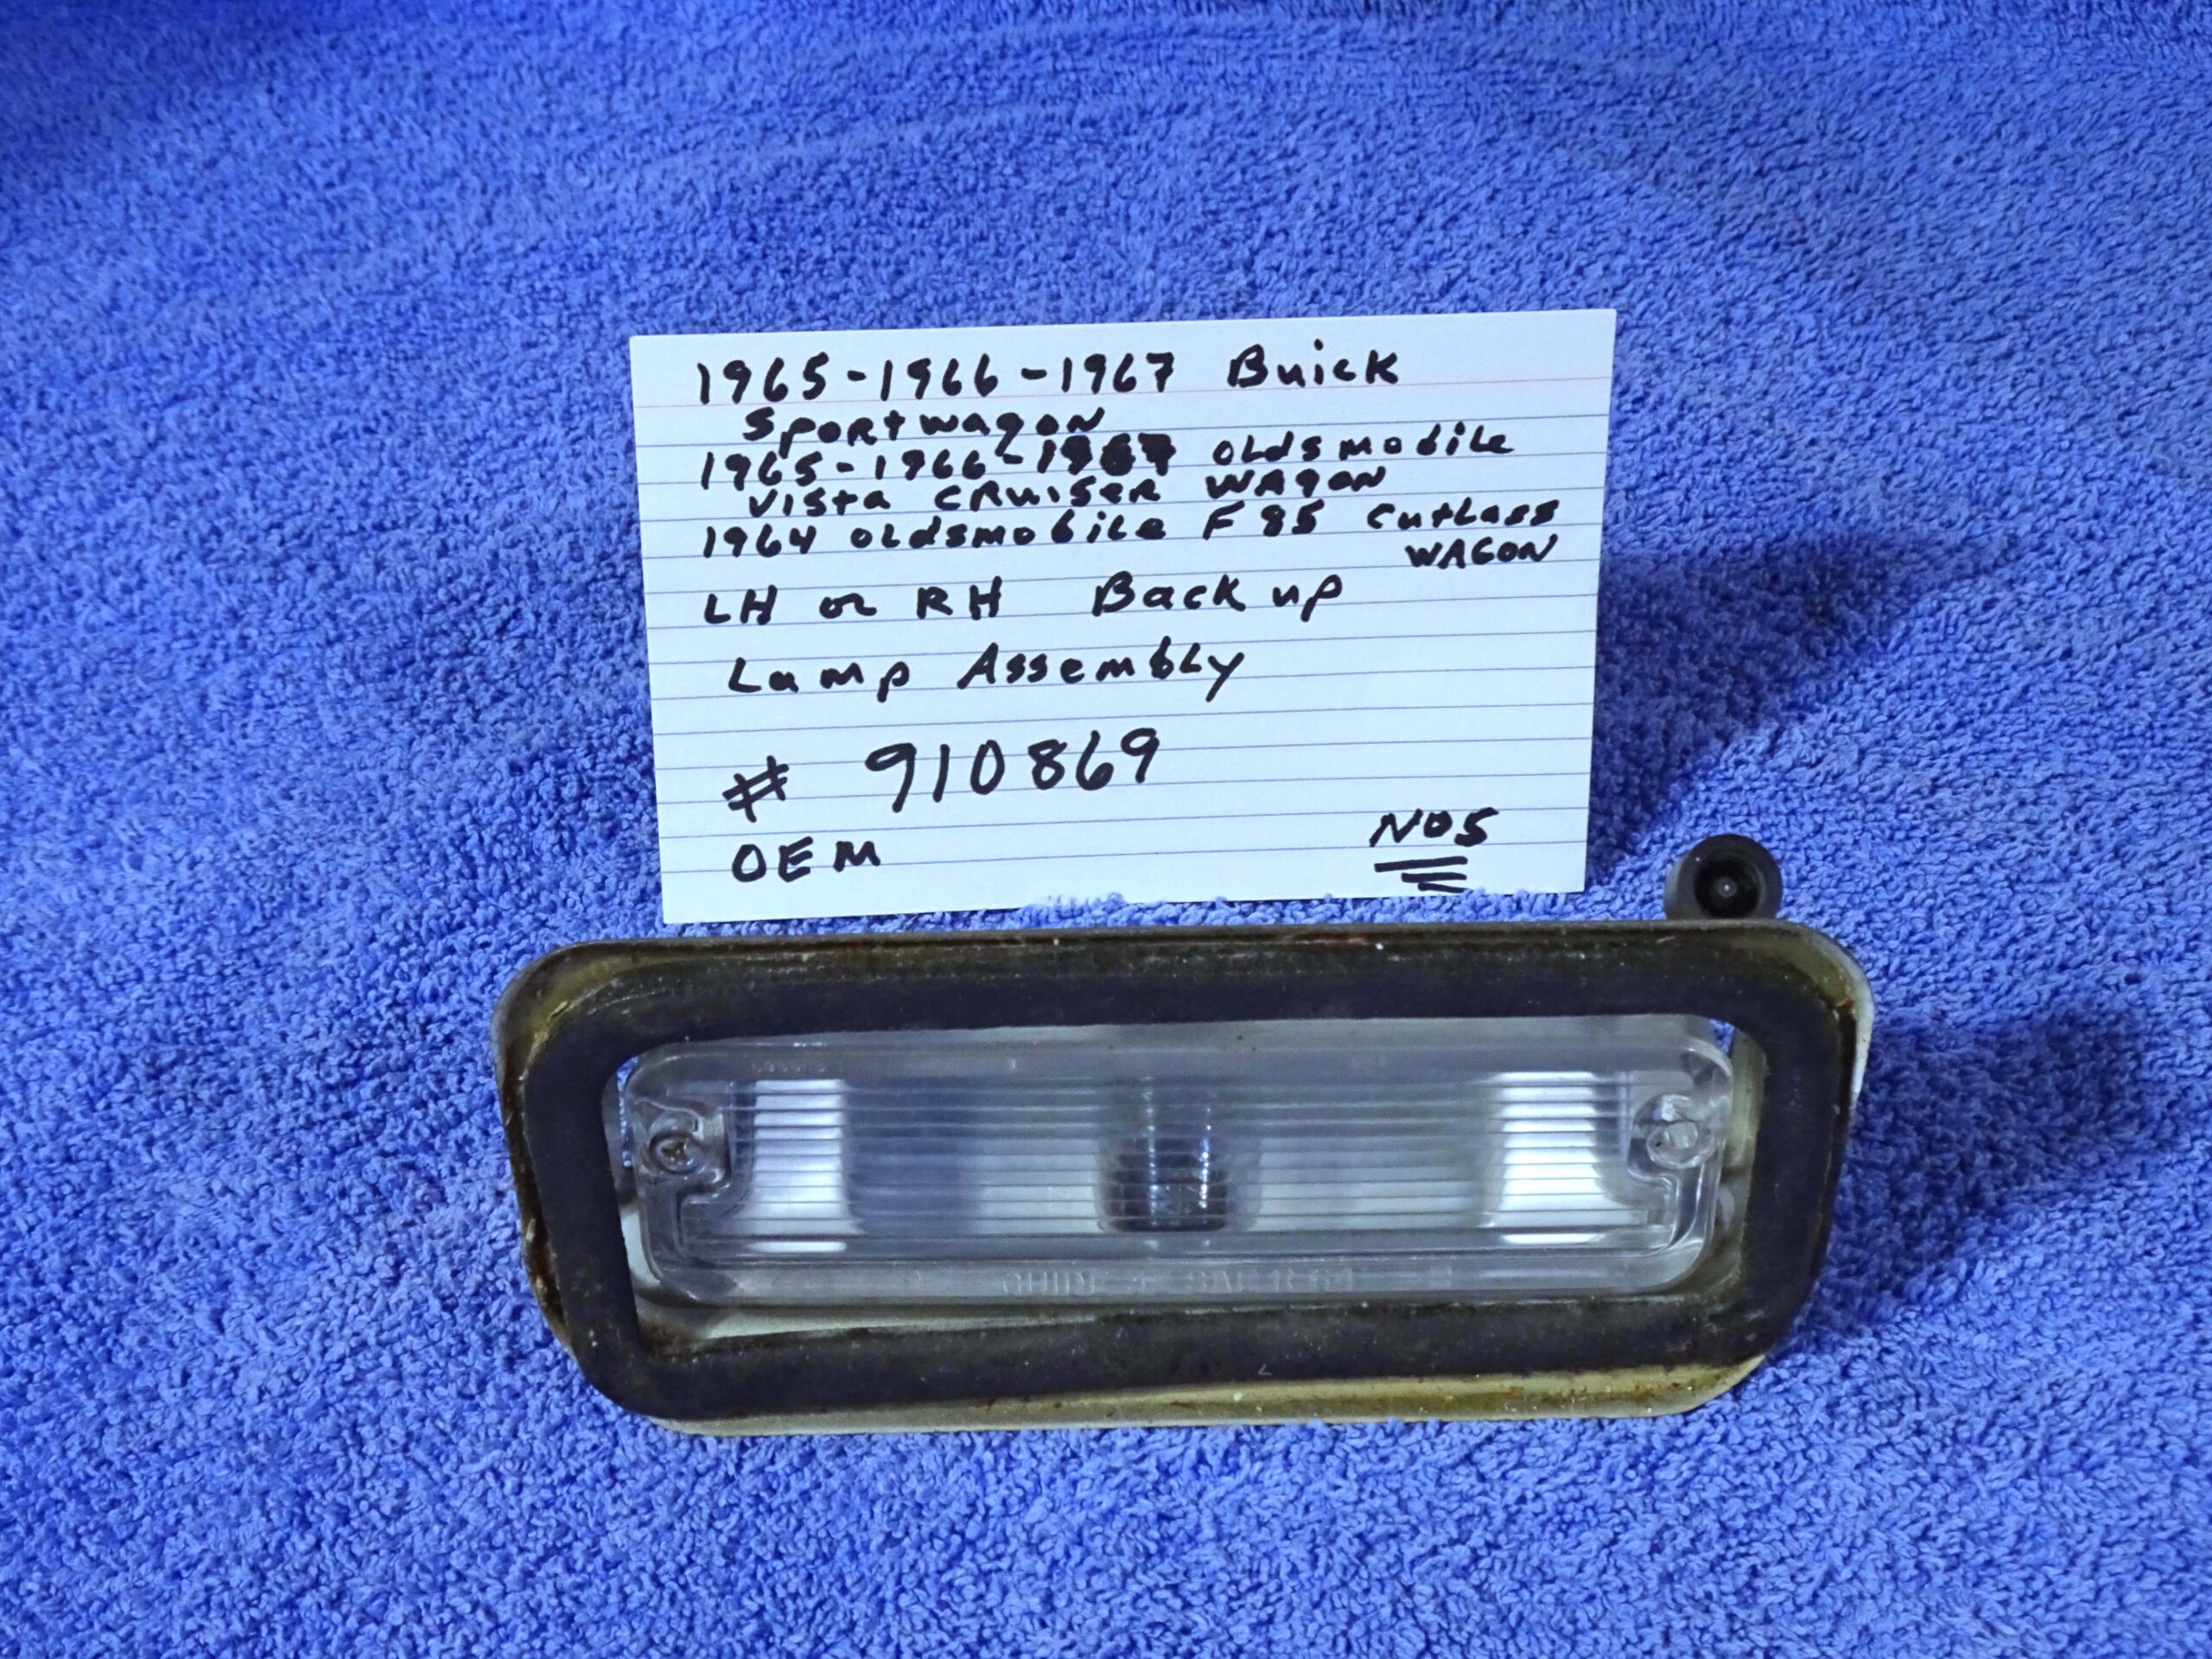 1965-1966-1967 Buick
Sportwagon
1965-1966-1967 Oldsmobile
Vista Cruiser Wagon
1964 Oldsmobile F85 Cutlass
WAGON
LH or RH Back up
Lamp Assembly
# 910869
OEM NOS
GUIDE